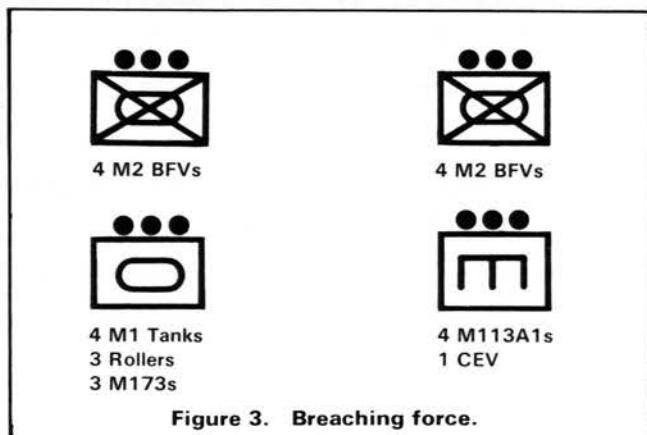 4 M2 BFVs
4 M2 BFVs
4 M1 Tanks
3 Rollers
3 M173s
4 M113A1s
1 CEV
Figure 3. Breaching force.